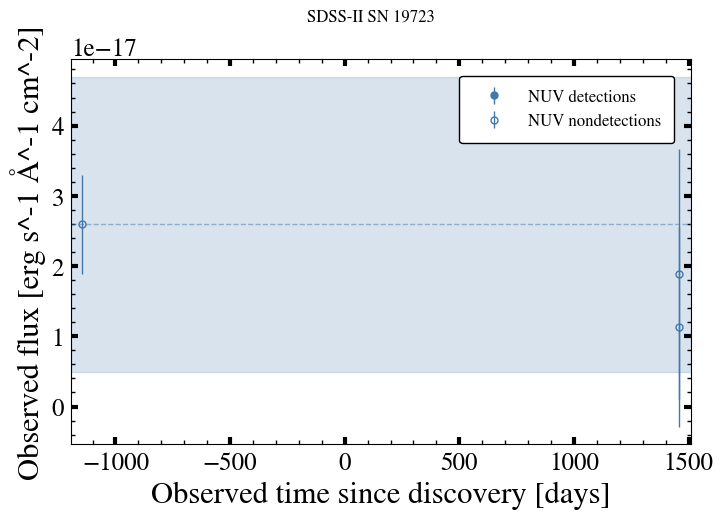 SDSS-II SN 19723
1e−17
NUV detections
NUV nondetections
4
3
2
1
0
Observed flux [erg s^-1 Å^-1 cm^-2]
−1000 −500 0 500 1000 1500
Observed time since discovery [days]